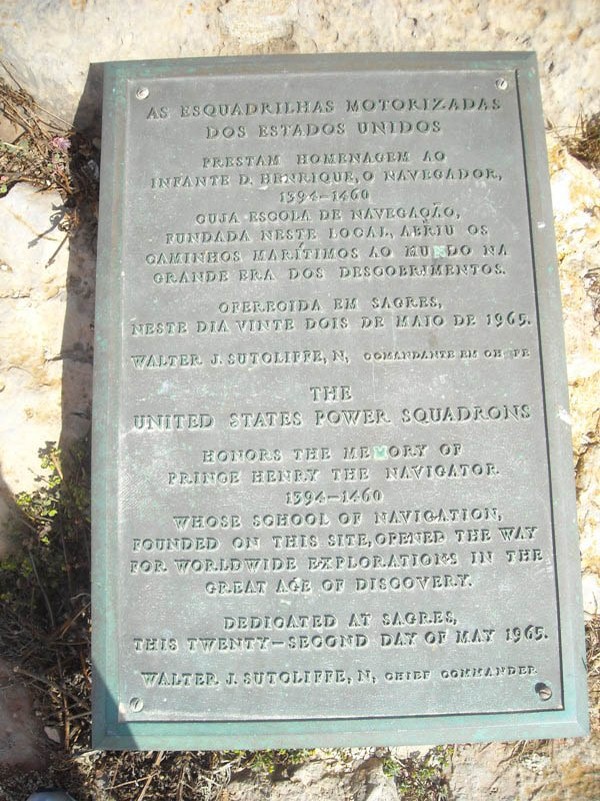 AS ESQUADRILHAS MOTORIZADAS
DOS ESTADOS UNIDOS
PRESTAM HOMENAGEM AO
INFANTE D. HENRIQUE, O NAVEGADOR,
1394-1460
CUJA ESCOLA DE NAVEGAÇÃO,
FUNDADA NESTE LOCAL, ABRIU OS
CAMINHOS MARÍTIMOS AO MUNDO NA
GRANDE ERA DOS DESCOBRIMENTOS.
OFERECIDA EM SAGRES,
NESTE DIA VINTE DOIS DE MAIO DE 1965.
WALTER J. SUTCLIFFE, N, COMANDANTE EM CHEFE
THE
UNITED STATES POWER SQUADRONS
HONORS THE MEMORY OF
PRINCE HENRY THE NAVIGATOR
1394-1460
WHOSE SCHOOL OF NAVIGATION,
FOUNDED ON THIS SITE, OPENED THE WAY
FOR WORLDWIDE EXPLORATIONS IN THE
GREAT AGE OF DISCOVERY.
DEDICATED AT SAGRES,
THIS TWENTY-SECOND DAY OF MAY 1965.
WALTER J. SUTCLIFFE, N, CHIEF COMMANDER